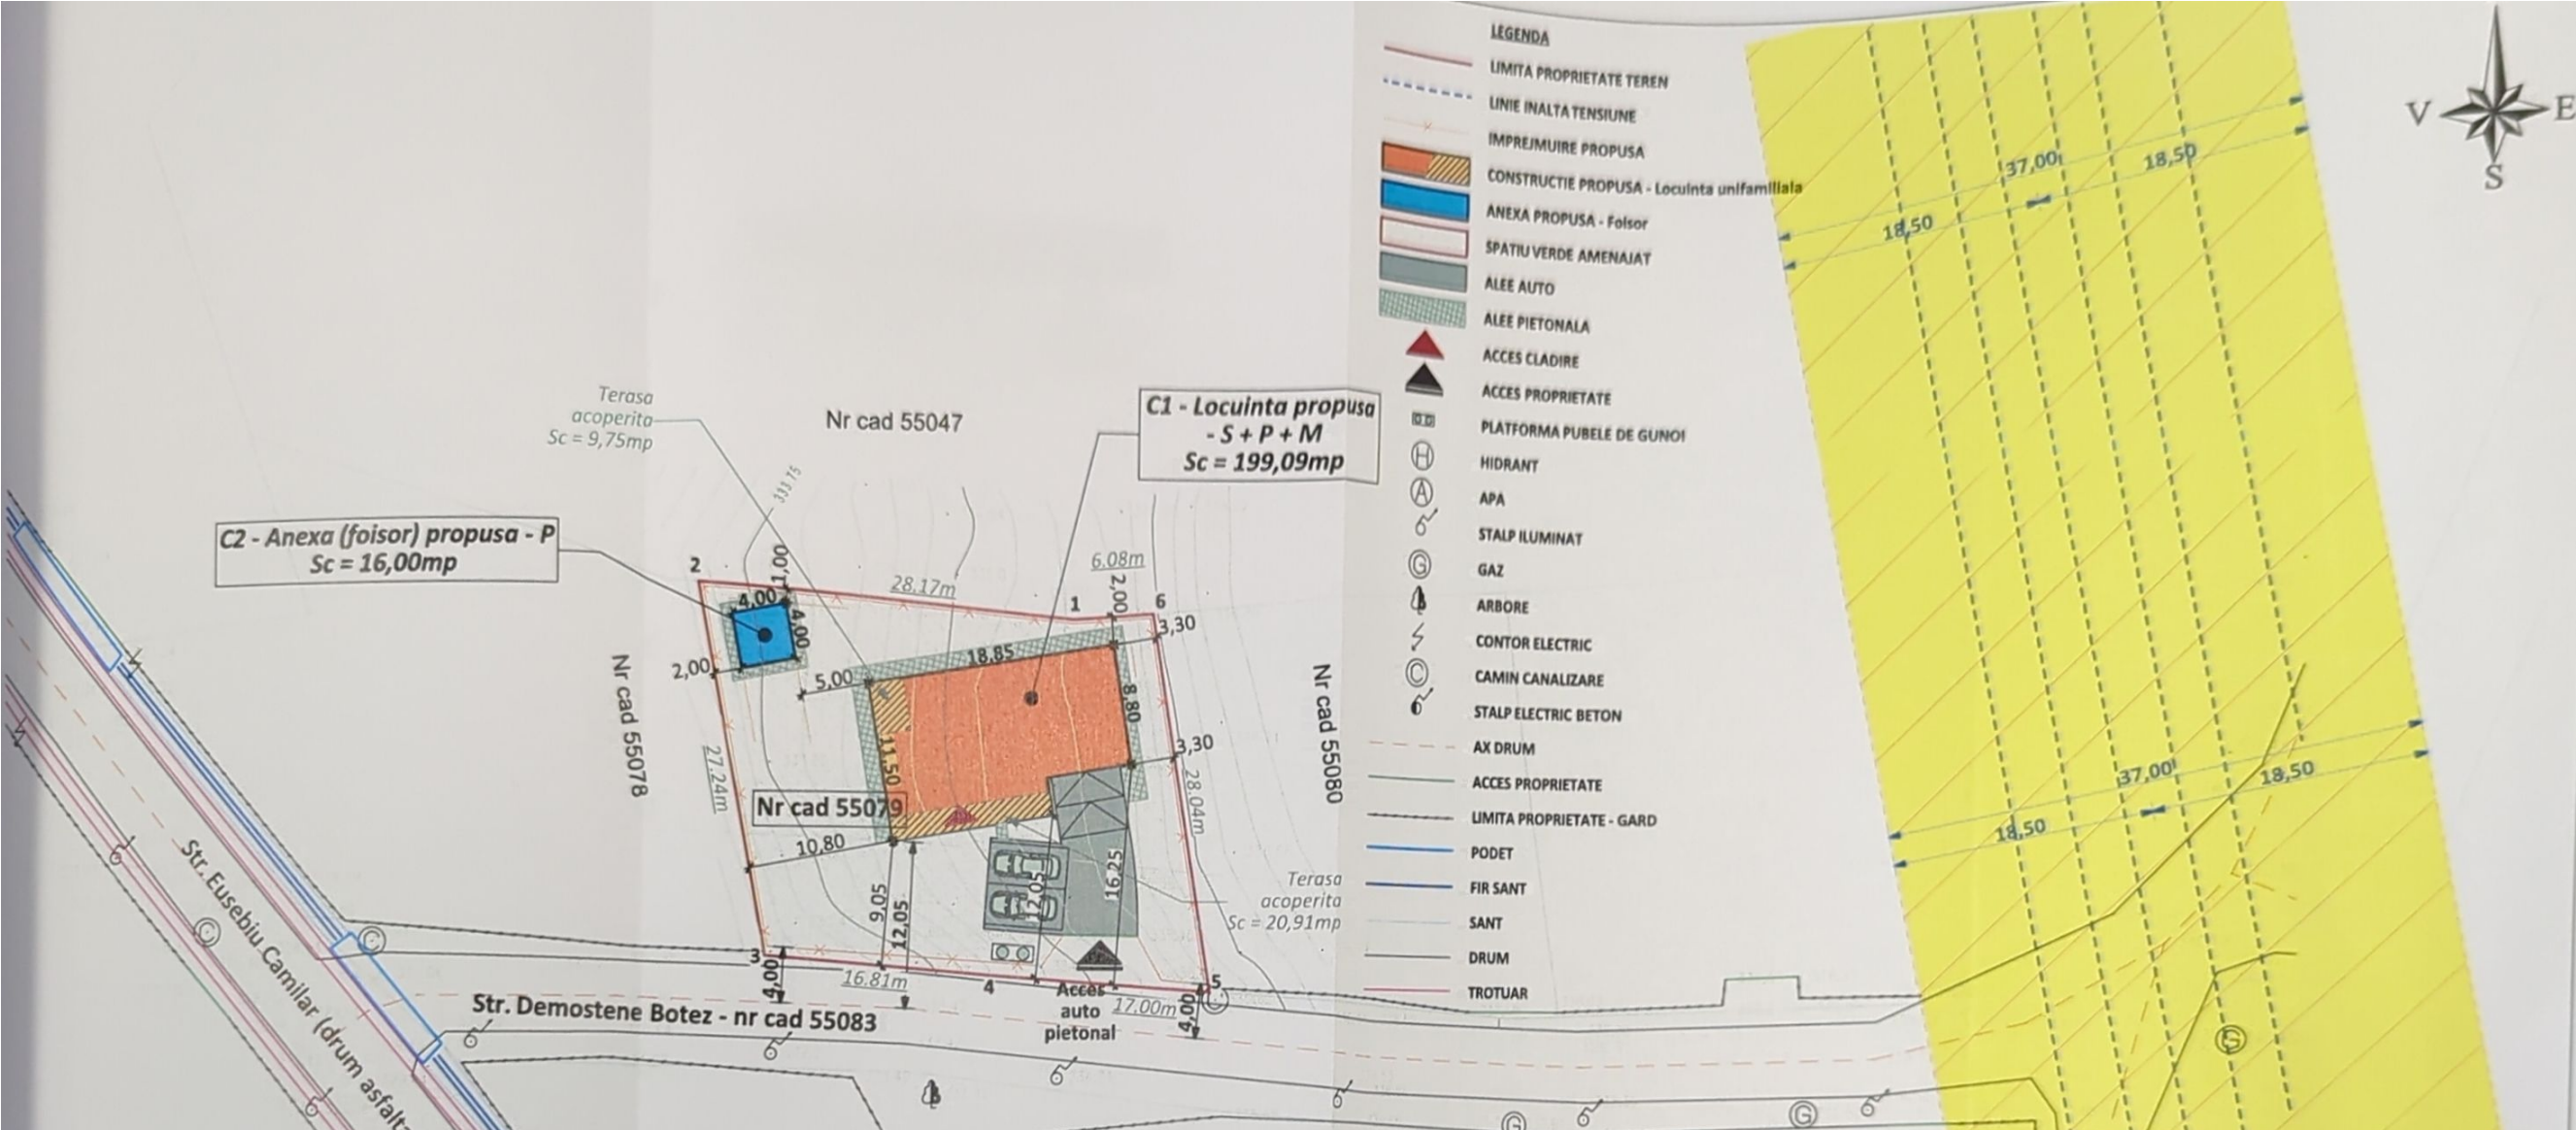 LEGENDA
LIMITA PROPRIETATE TEREN
LINIE INALTA TENSIUNE
IMPREJMUIRE PROPUSA
CONSTRUCTIE PROPUSA - Locuinta unifamiliala
ANEXA PROPUSA - Foisor
SPATIU VERDE AMENAJAT
ALEE AUTO
ALEE PIETONALA
ACCES CLADIRE
ACCES PROPRIETATE
PLATFORMA PUBELE DE GUNOI
H
HIDRANT
A
APA
STALP ILUMINAT
G
GAZ
ARBORE
CONTOR ELECTRIC
C
CAMIN CANALIZARE
STALP ELECTRIC BETON
AX DRUM
ACCES PROPRIETATE
LIMITA PROPRIETATE - GARD
PODET
FIR SANT
SANT
DRUM
TROTUAR
V
E
S
37,00
18,50
18,50
37,00
18,50
18,50
G
Terasa
acoperita
Sc = 9,75mp
Nr cad 55047
C1 - Locuinta propusa
- S + P + M
Sc = 199,09mp
333.75
C2 - Anexa (foisor) propusa - P
Sc = 16,00mp
2
1,00
28.17m
6.08m
2,00
1
6
3,30
4,00
4,00
2,00
5,00
18,85
8,80
3,30
Nr cad 55078
Nr cad 55080
27.24m
11,50
28.04m
Nr cad 55079
10,80
9,05
12,05
12,05
16,25
Terasa
acoperita
Sc = 20,91mp
3
4,00
16.81m
4
Acces
auto
pietonal
17.00m
5
4,00
C
C
C
Str. Demostene Botez - nr cad 55083
Str. Eusebiu Camilar (drum asfalta
G
G